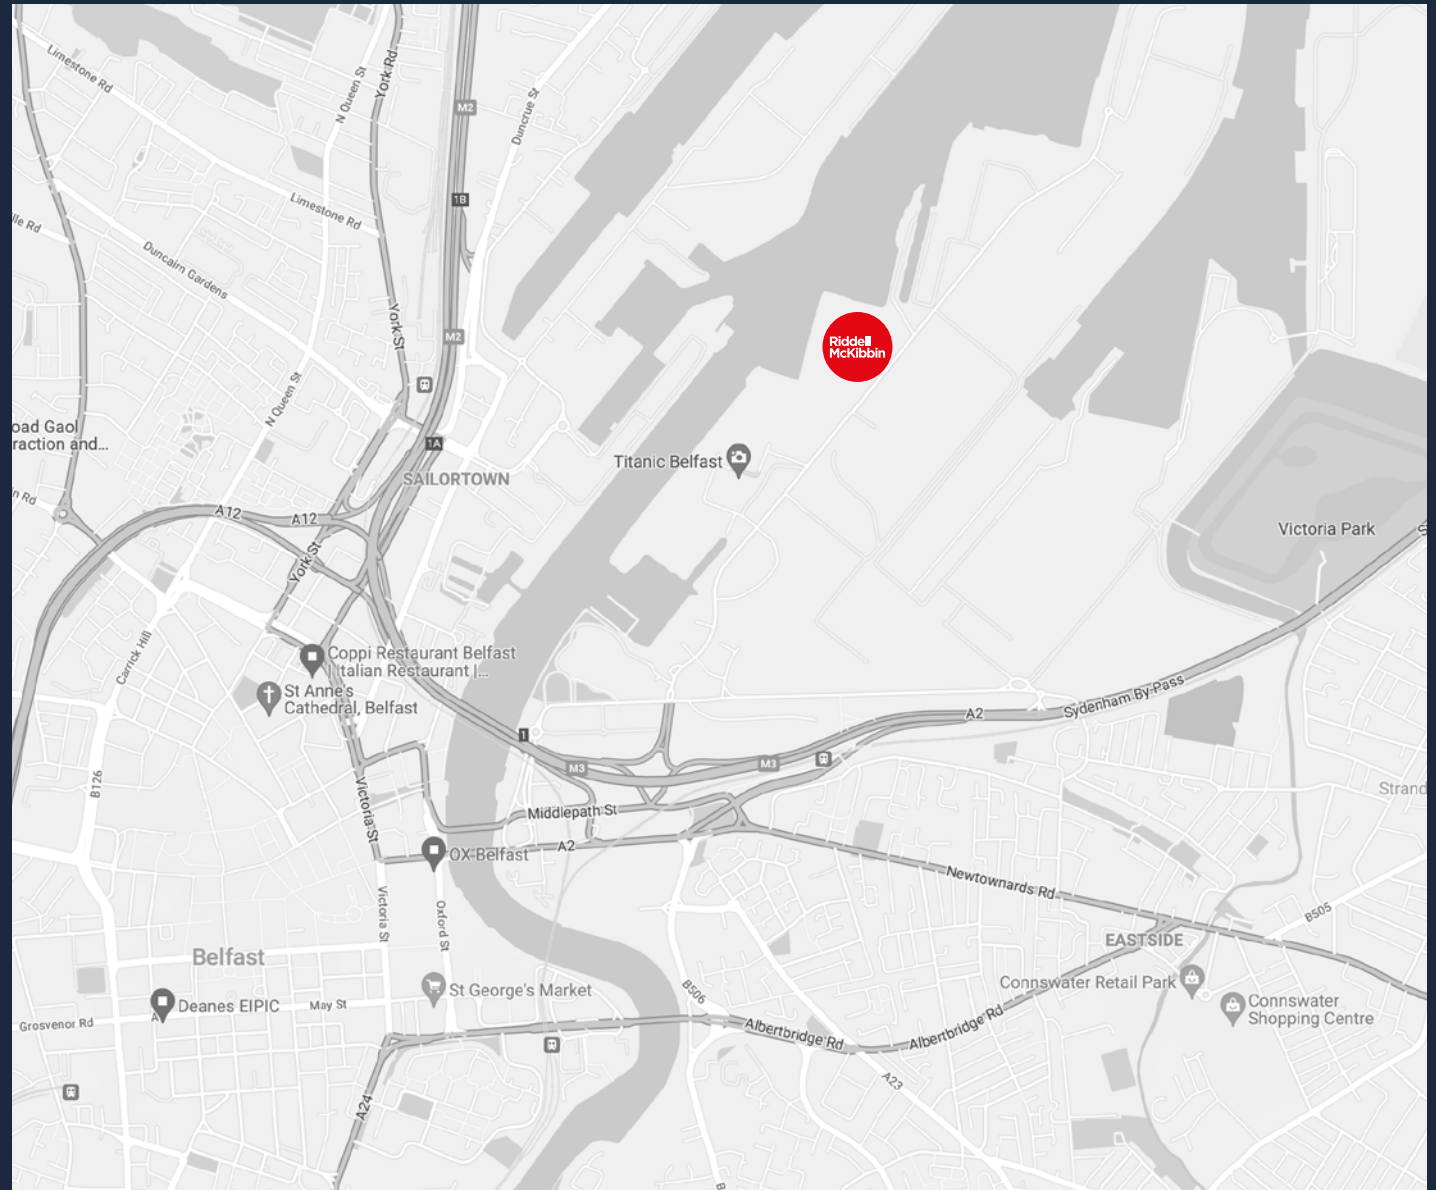 Limestone Rd
N Queen St
York Rd
M2
Duncrue St
1B
Limestone Rd
Duncairn Gardens
York St
M2
Riddell
McKibbin
N Queen St
oad Gaol
raction and...
1A
Titanic Belfast
SAILORTOWN
A12
A12
Victoria Park
York St
Carrick Hill
Coppi Restaurant Belfast
| Italian Restaurant |...
St Anne's
Cathedral, Belfast
Sydenham By-Pass
A2
1
M3
M3
B126
Victoria St
Middlepath St
Strand
A2
OX Belfast
Newtownards Rd
Victoria St
Oxford St
B505
EASTSIDE
Belfast
Connswater Retail Park
St George's Market
B506
Deanes EIPIC
May St
Connswater
Shopping Centre
Grosvenor Rd
Albertbridge Rd
Albertbridge Rd
A23
A24